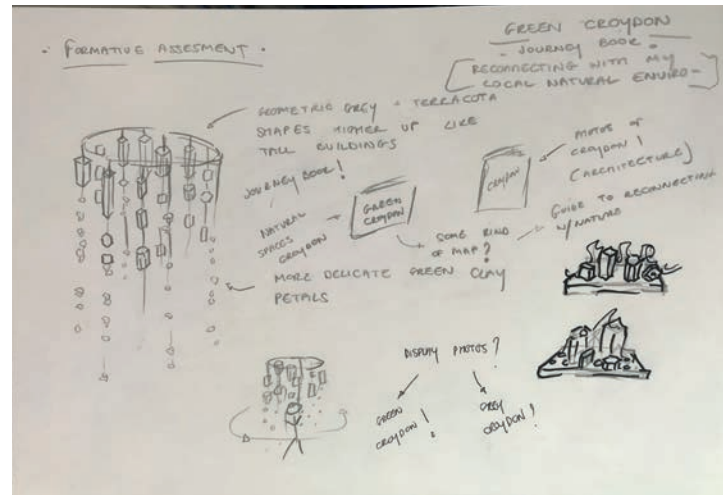 · FORMATIVE ASSESMENT ·
GREEN CROYDON
· JOURNEY BOOK ·
[RECONNECTING WITH MY
LOCAL NATURAL ENVIRO-]
GEOMETRIC GREY + TERRACOTA
SHAPES HIGHER UP LIKE
TALL BUILDINGS
JOURNEY BOOK!
NATURAL
SPACES
CROYDON
GREEN
CROYDON
CROYDON
PHOTOS OF
CROYDON!
(ARCHITECTURE)
SOME KIND
OF MAP?
GUIDE TO RECONNECTING
W/NATURE
MORE DELICATE GREEN CLAY
PETALS
DISPLAY PHOTOS?
GREEN
CROYDON!
GREY
CROYDON!